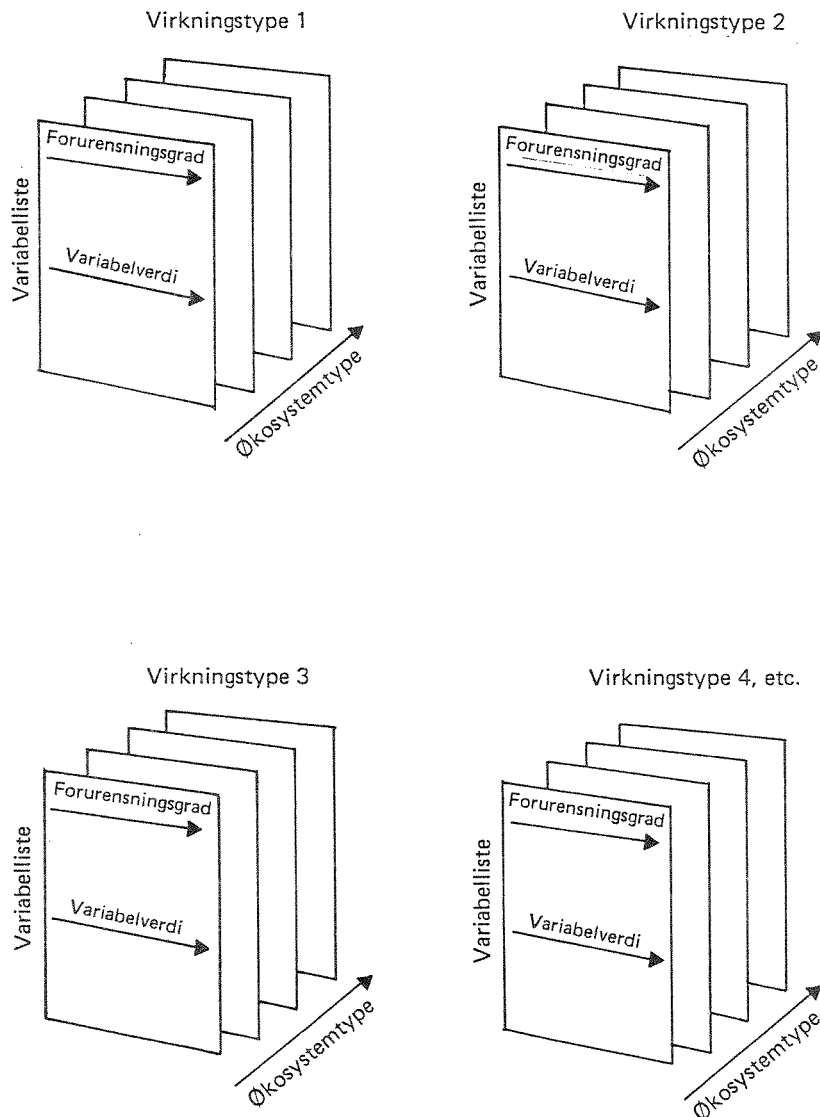 Virkningstype 1
Forurensningsgrad
Variabelverdi
Variabelliste
Økosystemtype
Virkningstype 2
Forurensningsgrad
Variabelverdi
Variabelliste
Økosystemtype
Virkningstype 3
Forurensningsgrad
Variabelverdi
Variabelliste
Økosystemtype
Virkningstype 4, etc.
Forurensningsgrad
Variabelverdi
Variabelliste
Økosystemtype